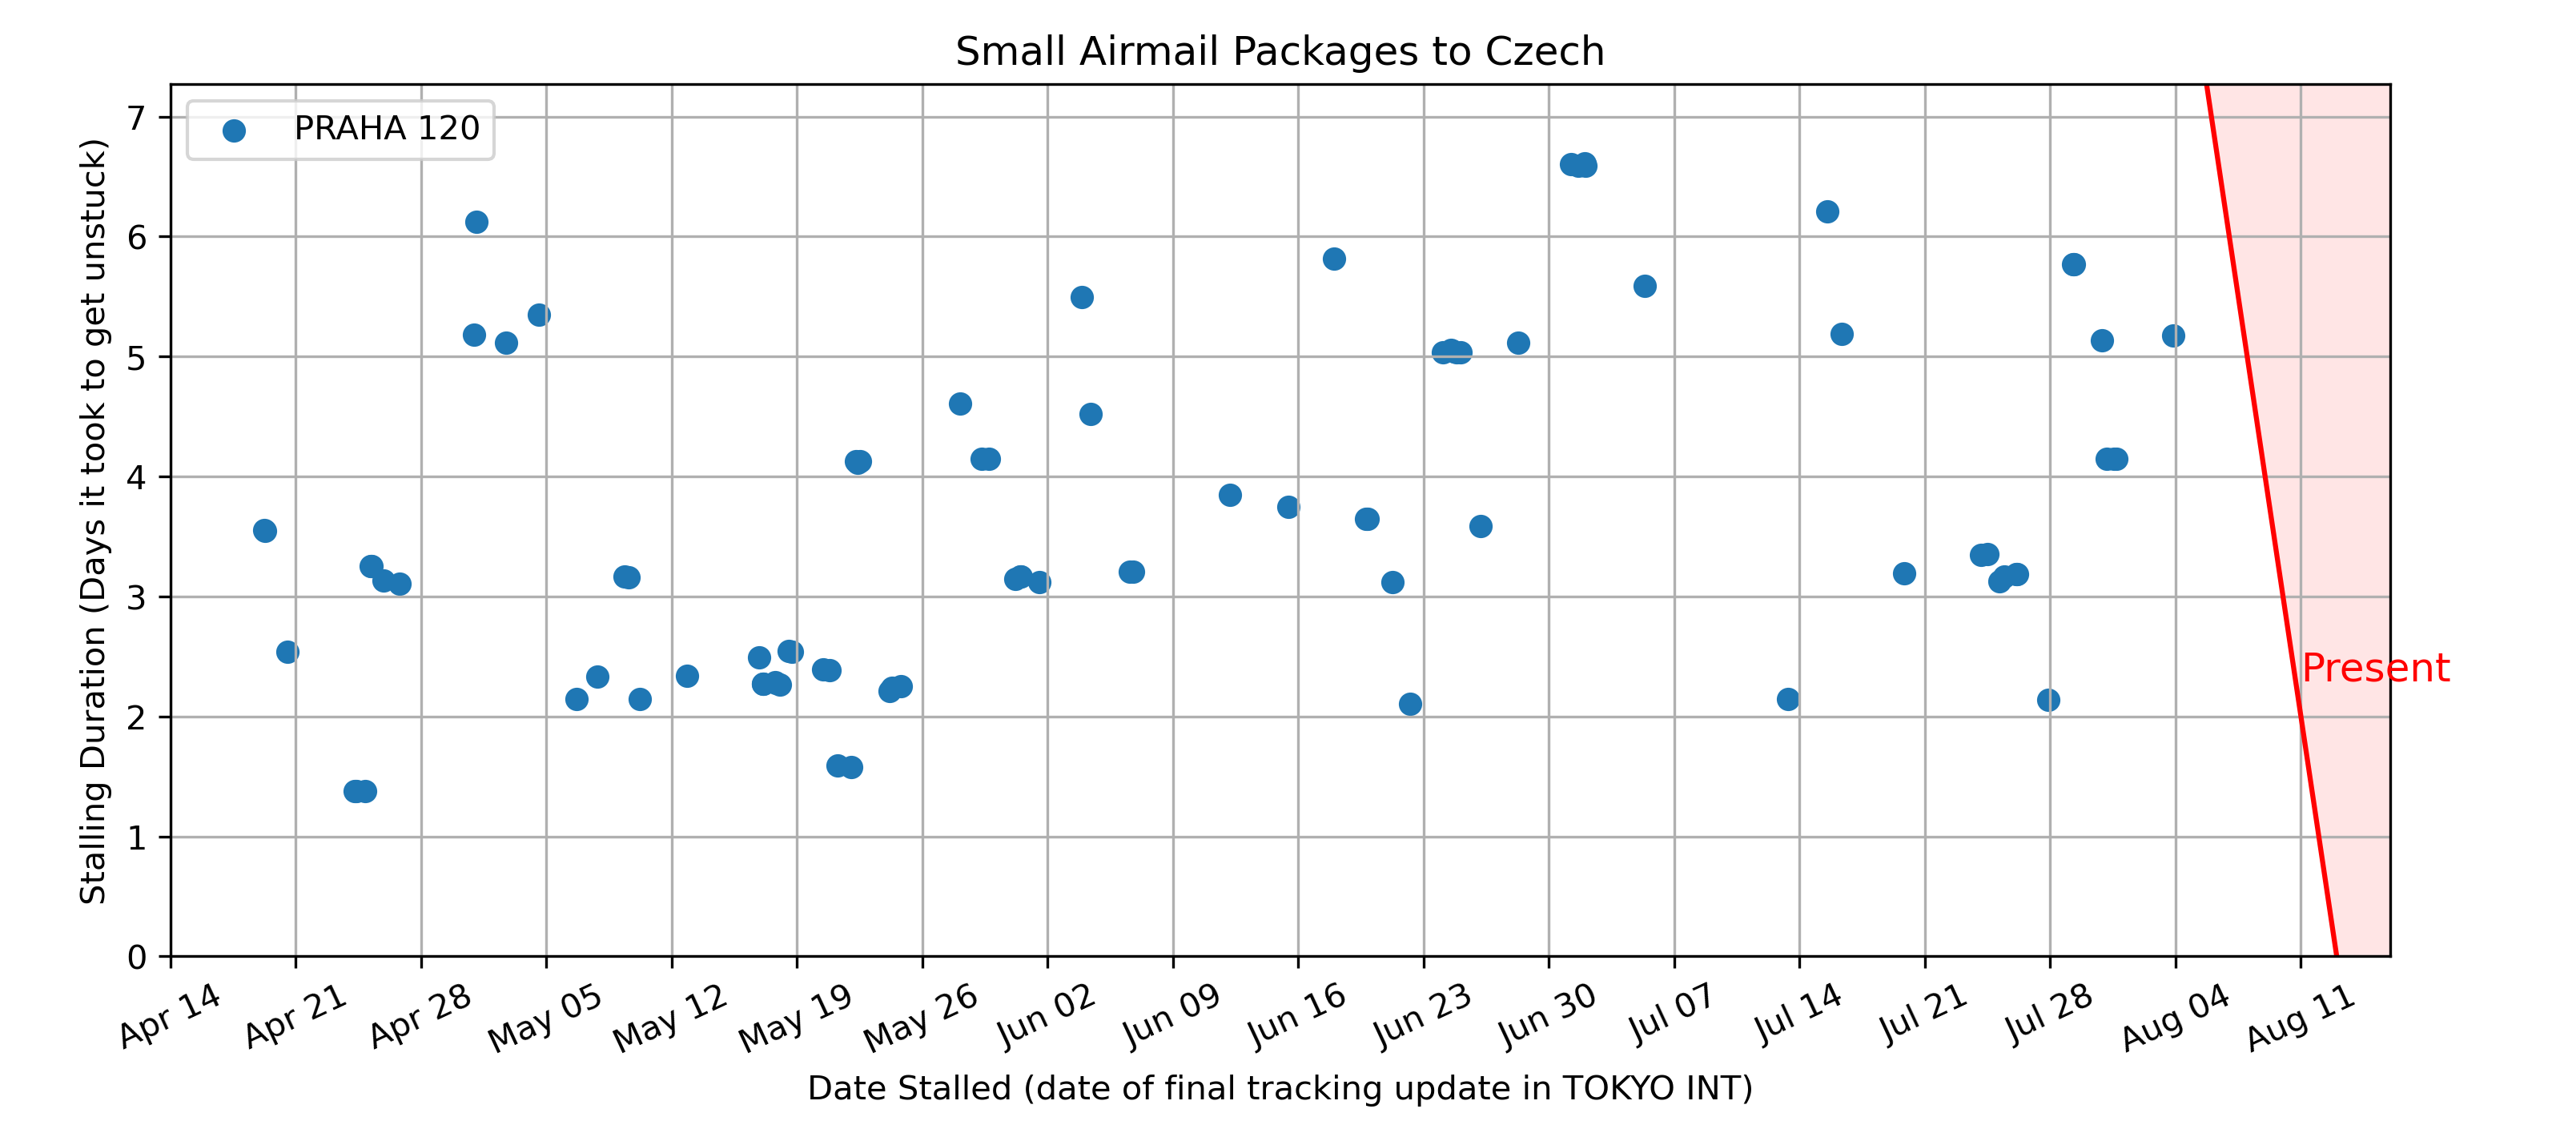 Small Airmail Packages to Czech
PRAHA 120
Stalling Duration (Days it took to get unstuck)
7
6
5
4
3
2
1
0
Present
Apr 14 Apr 21 Apr 28 May 05 May 12 May 19 May 26 Jun 02 Jun 09 Jun 16 Jun 23 Jun 30 Jul 07 Jul 14 Jul 21 Jul 28 Aug 04 Aug 11
Date Stalled (date of final tracking update in TOKYO INT)